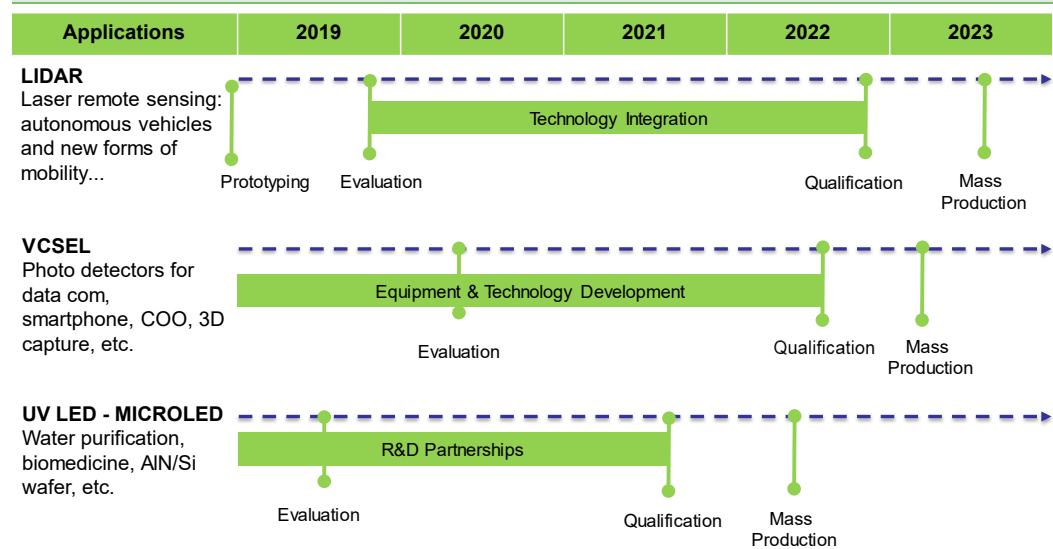 Applications 2019 2020 2021 2022 2023
LIDAR
Laser remote sensing:
autonomous vehicles
and new forms of
mobility...
Technology Integration
Prototyping Evaluation Qualification Mass
Production
VCSEL
Photo detectors for
data com,
smartphone, COO, 3D
capture, etc.
Equipment & Technology Development
Evaluation Qualification Mass
Production
UV LED - MICROLED
Water purification,
biomedicine, AlN/Si
wafer, etc.
R&D Partnerships
Evaluation Qualification Mass
Production